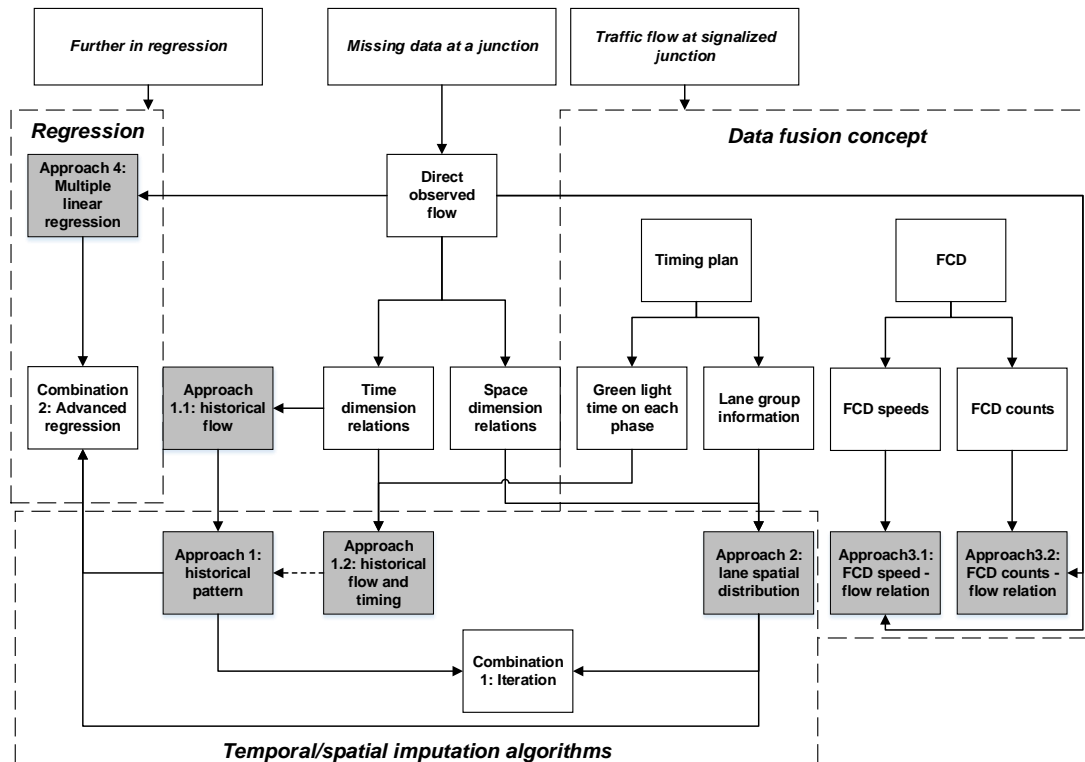 Further in regression
Missing data at a junction
Traffic flow at signalized
junction
Regression
Data fusion concept
Approach 4:
Multiple
linear
regression
Direct
observed
flow
Timing plan
FCD
Combination
2: Advanced
regression
Approach
1.1: historical
flow
Time
dimension
relations
Space
dimension
relations
Green light
time on each
phase
Lane group
information
FCD speeds
FCD counts
Approach 1:
historical
pattern
Approach
1.2: historical
flow and
timing
Approach 2:
lane spatial
distribution
Approach3.1:
FCD speed -
flow relation
Approach3.2:
FCD counts -
flow relation
Combination
1: Iteration
Temporal/spatial imputation algorithms